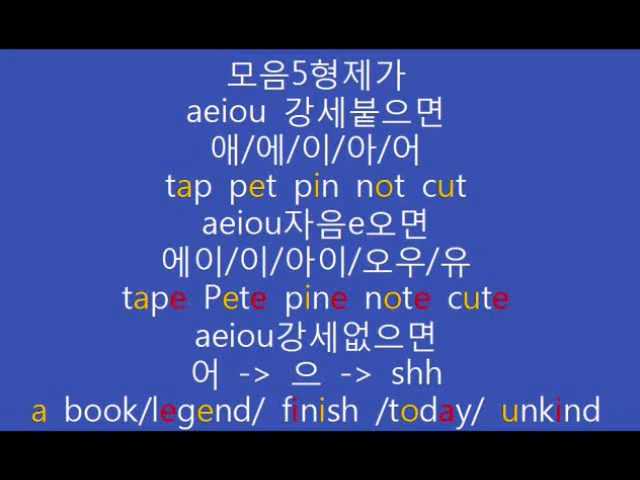 모음5형제가
aeiou 강세붙으면
애/에/이/아/어
tap pet pin not cut
aeiou자음e오면
에이/이/아이/오우/유
tape Pete pine note cute
aeiou강세없으면
어 -> 으 -> shh
a book/legend/ finish /today/ unkind